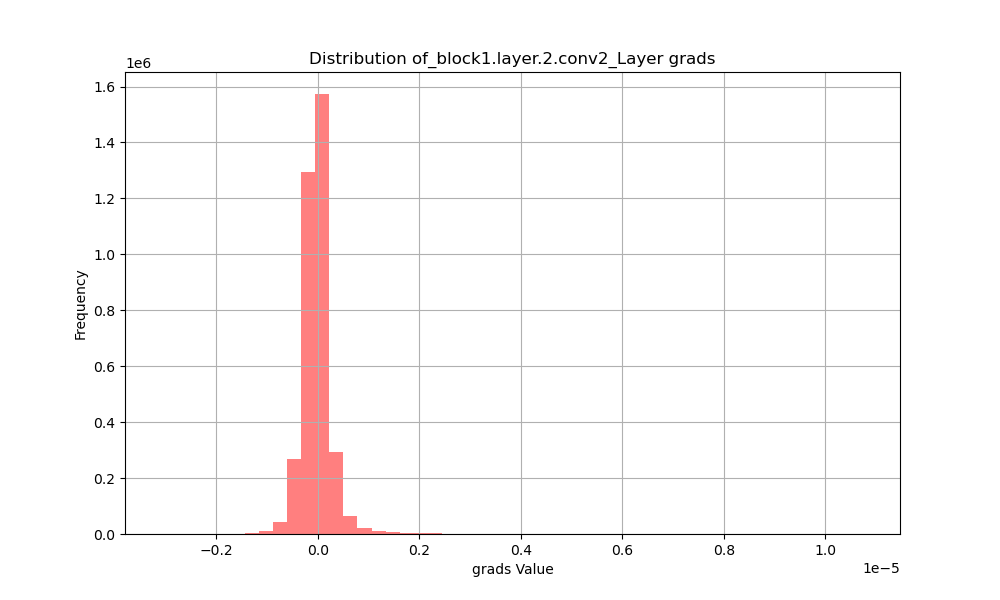 Distribution of_block1.layer.2.conv2_Layer grads
1e6
1.6
1.4
1.2
1.0
0.8
0.6
0.4
0.2
0.0
Frequency
−0.2 0.0 0.2 0.4 0.6 0.8 1.0
grads Value
1e−5